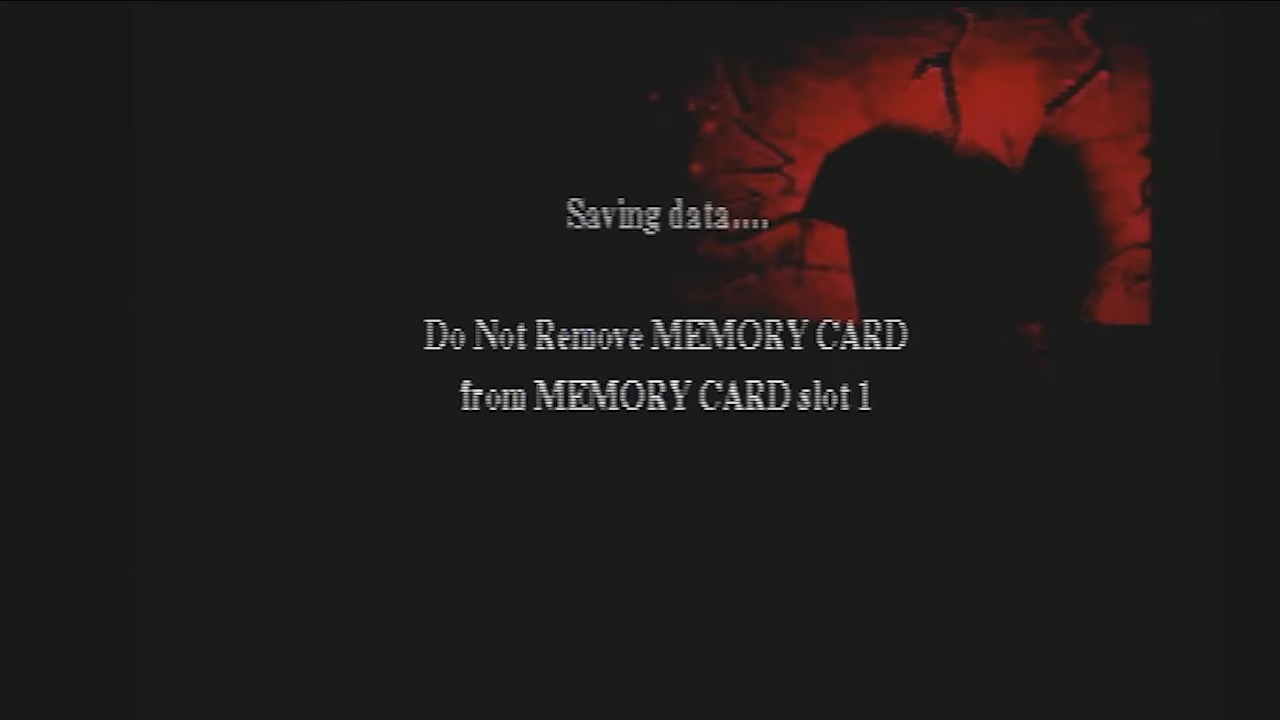 Saving data....
Do Not Remove MEMORY CARD
from MEMORY CARD slot 1